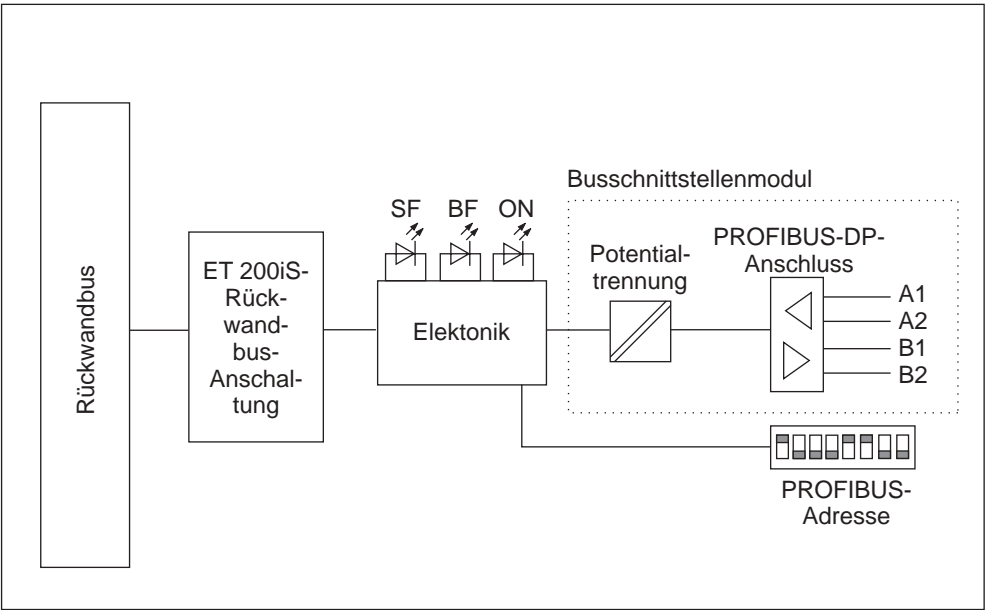 Rückwandbus
ET 200iS-
Rück-
wand-
bus-
Anschal-
tung
SF BF ON
Elektonik
Busschnittstellenmodul
Potential-
trennung
PROFIBUS-DP-
Anschluss
A1
A2
B1
B2
PROFIBUS-
Adresse